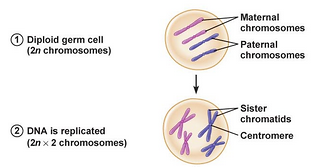 ① Diploid germ cell
(2n chromosomes)
Maternal
chromosomes
Paternal
chromosomes
② DNA is replicated
(2n × 2 chromosomes)
Sister
chromatids
Centromere